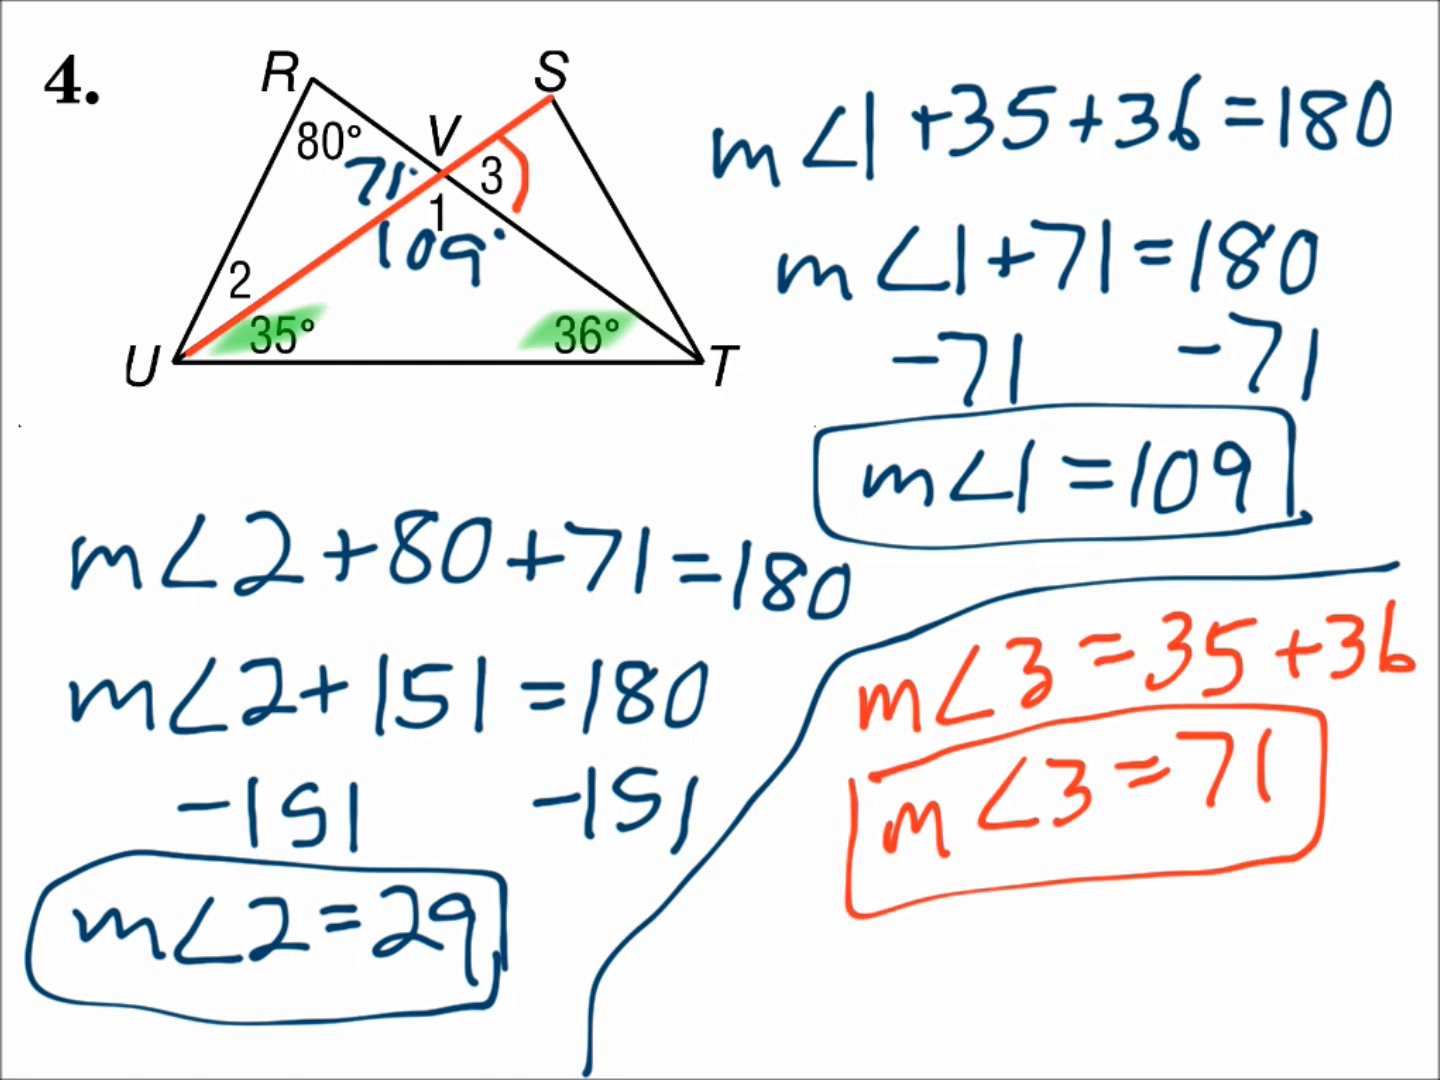 4.
R
S
80°
V
71°
3
1
109°
2
35°
36°
U
T
m∠1 +35+36=180
m∠1+71=180
-71 -71
m∠1=109
m∠2+80+71=180
m∠2+151=180
-151 -151
m∠2=29
m∠3=35+36
m∠3=71